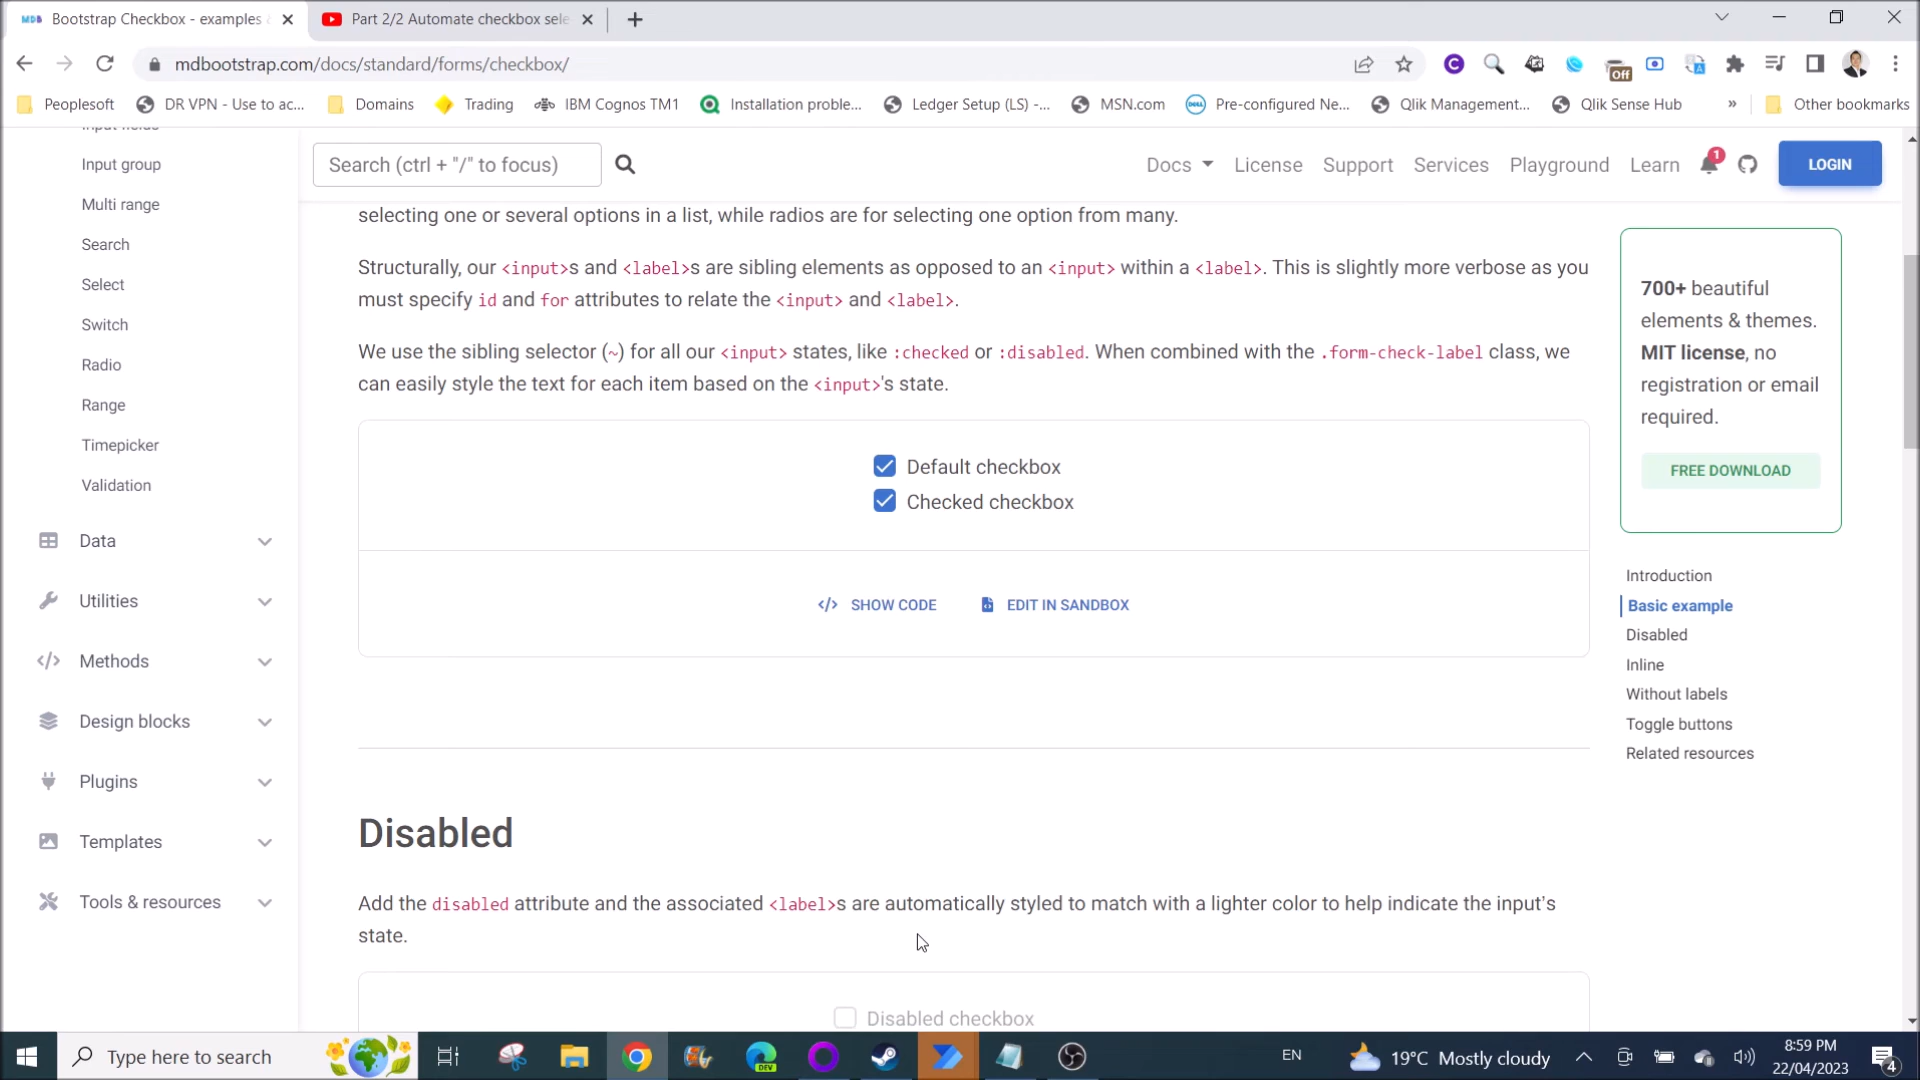 MDB Bootstrap Checkbox - examples &
Part 2/2 Automate checkbox sele
mdbootstrap.com/docs/standard/forms/checkbox/
Off
Peoplesoft
DR VPN - Use to ac...
Domains
Trading
IBM Cognos TM1
Installation proble...
Ledger Setup (LS) -...
MSN.com
Pre-configured Ne...
Qlik Management...
Qlik Sense Hub
»
Other bookmarks
Input fields
Input group
Multi range
Search
Select
Switch
Radio
Range
Timepicker
Validation
Data
Utilities
Methods
Design blocks
Plugins
Templates
Tools & resources
Search (ctrl + "/" to focus)
Docs
License
Support
Services
Playground
Learn
1
LOGIN
selecting one or several options in a list, while radios are for selecting one option from many.
Structurally, our <input>s and <label>s are sibling elements as opposed to an <input> within a <label>. This is slightly more verbose as you
must specify id and for attributes to relate the <input> and <label>.
We use the sibling selector (~) for all our <input> states, like :checked or :disabled. When combined with the .form-check-label class, we
can easily style the text for each item based on the <input>'s state.
Default checkbox
Checked checkbox
</> SHOW CODE
EDIT IN SANDBOX
Disabled
Add the disabled attribute and the associated <label>s are automatically styled to match with a lighter color to help indicate the input's
state.
Disabled checkbox
700+ beautiful
elements & themes.
MIT license, no
registration or email
required.
FREE DOWNLOAD
Introduction
Basic example
Disabled
Inline
Without labels
Toggle buttons
Related resources
Type here to search
DEV
EN
19°C Mostly cloudy
8:59 PM
22/04/2023
4